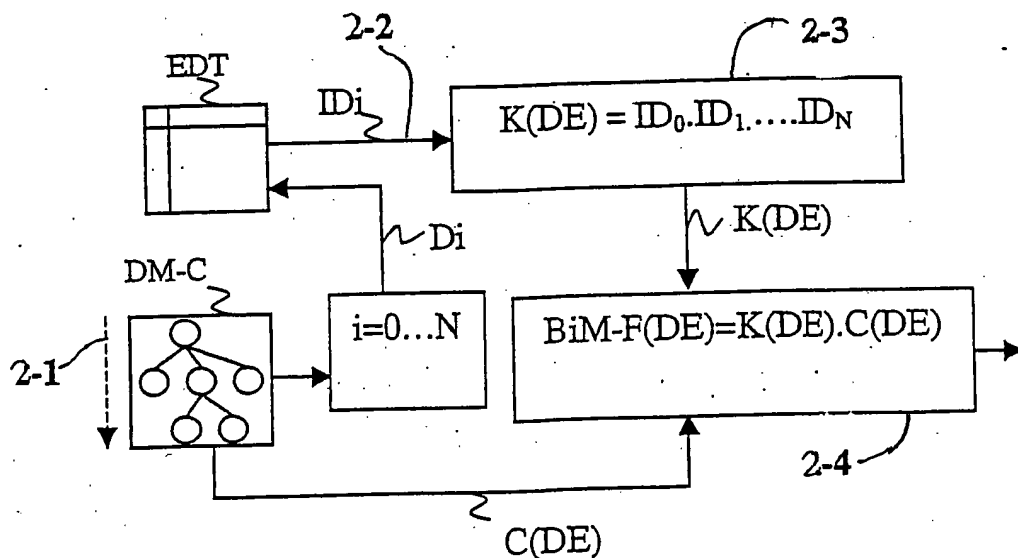 2-2
2-3
EDT
IDi
K(DE) = ID₀.ID₁.….ID_N
Di
K(DE)
DM-C
i=0…N
BiM-F(DE)=K(DE).C(DE)
2-1
2-4
C(DE)